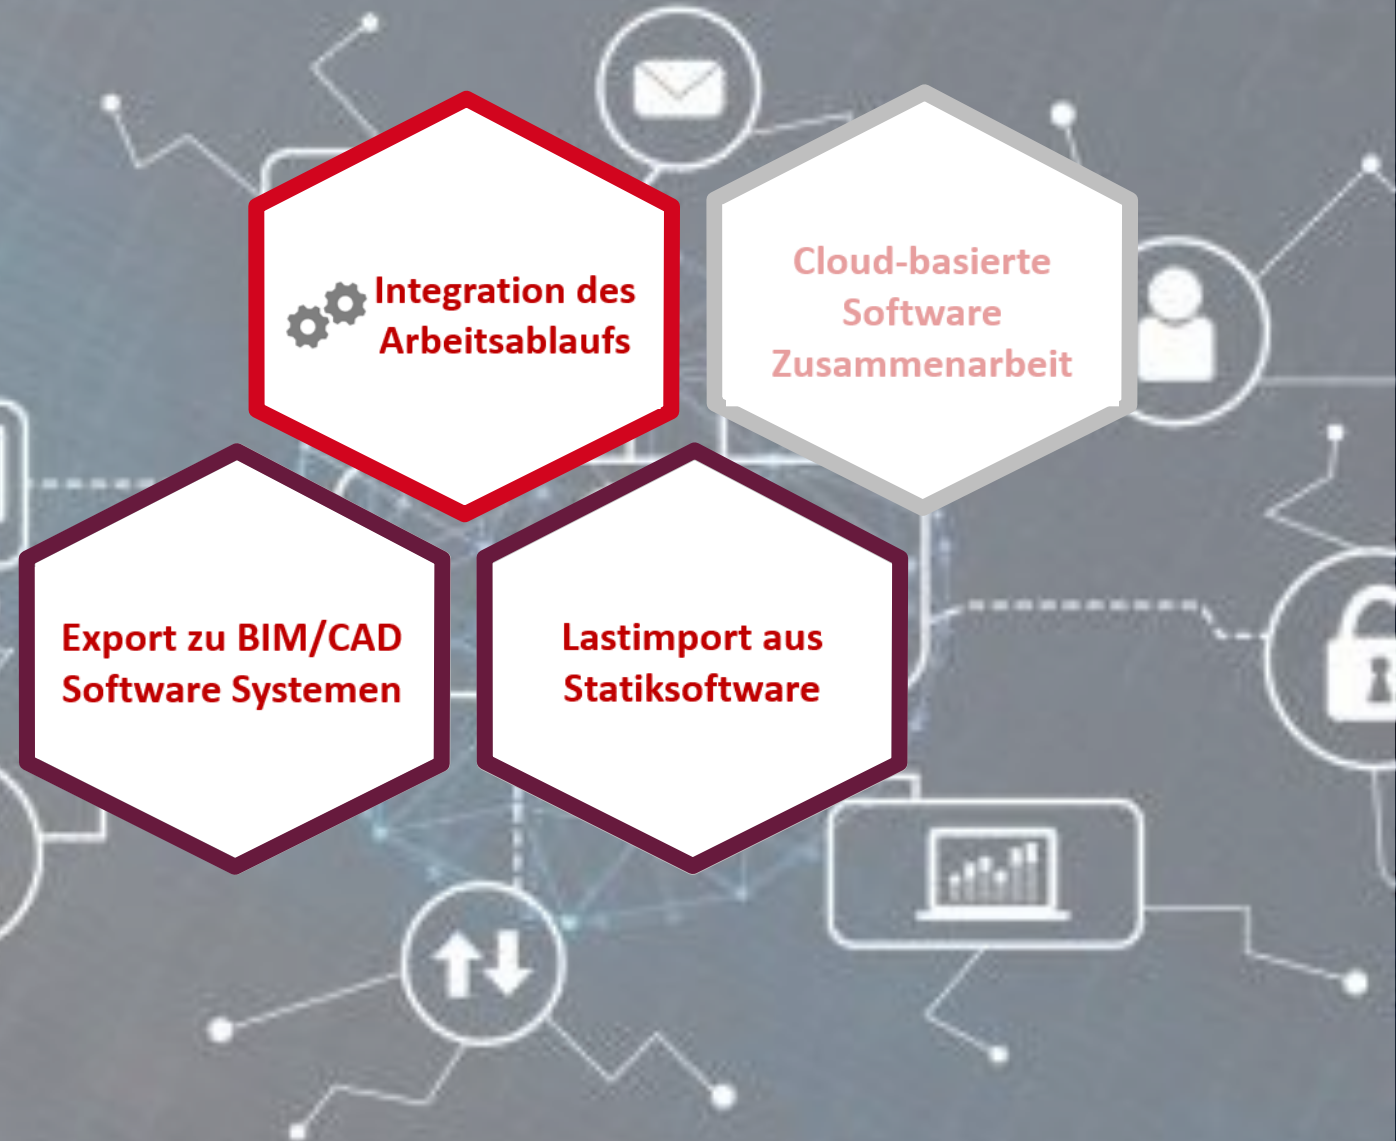 Integration des
Arbeitsablaufs
Cloud-basierte
Software
Zusammenarbeit
Export zu BIM/CAD
Software Systemen
Lastimport aus
Statiksoftware